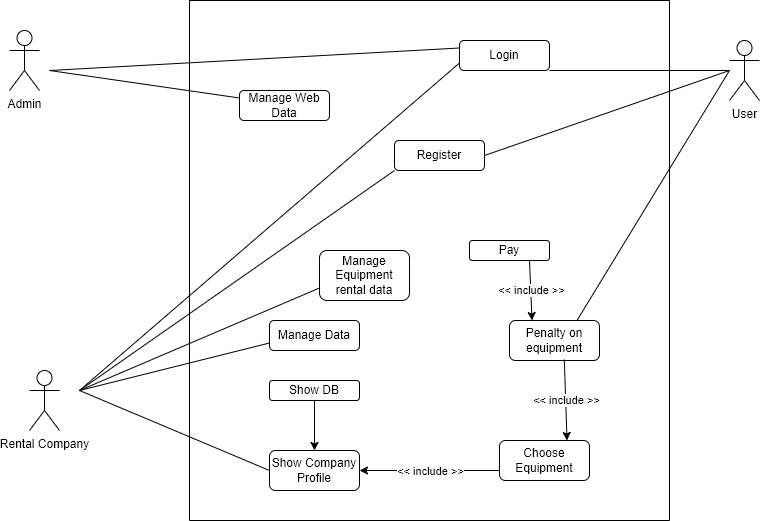 Login
Admin
Manage Web
Data
User
Register
Pay
Manage
Equipment
rental data
<< include >>
Manage Data
Penalty on
equipment
Show DB
<< include >>
Rental Company
Show Company
Profile
<< include >>
Choose
Equipment